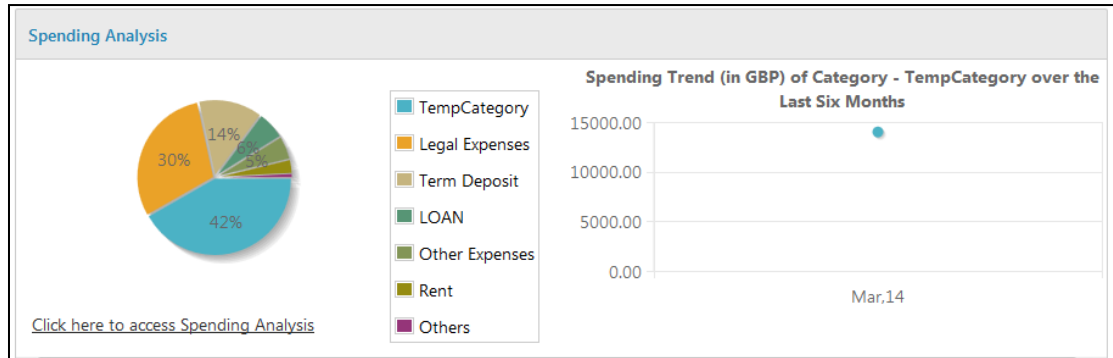 Spending Analysis
14%
6%
5%
30%
42%
TempCategory
Legal Expenses
Term Deposit
LOAN
Other Expenses
Rent
Others
Click here to access Spending Analysis
Spending Trend (in GBP) of Category - TempCategory over the
Last Six Months
15000.00
10000.00
5000.00
0.00
Mar,14